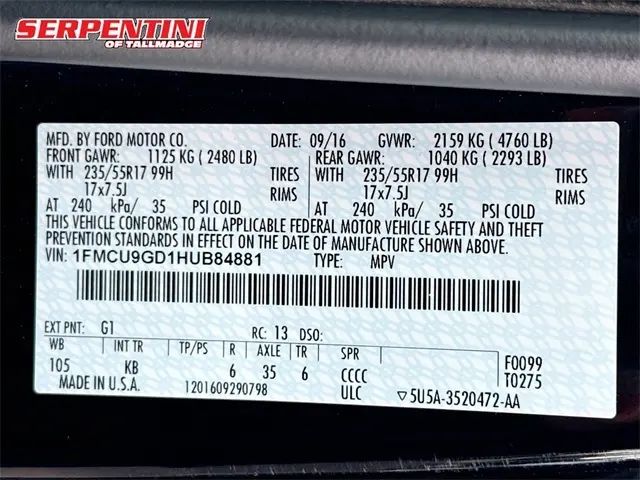 SERPENTINI
OF TALLMADGE
MFD. BY FORD MOTOR CO. DATE: 09/16 GVWR: 2159 KG ( 4760 LB)
FRONT GAWR: 1125 KG ( 2480 LB) REAR GAWR: 1040 KG ( 2293 LB)
WITH 235/55R17 99H TIRES WITH 235/55R17 99H TIRES
17x7.5J RIMS 17x7.5J RIMS
AT 240 kPa/ 35 PSI COLD AT 240 kPa/ 35 PSI COLD
THIS VEHICLE CONFORMS TO ALL APPLICABLE FEDERAL MOTOR VEHICLE SAFETY AND THEFT
PREVENTION STANDARDS IN EFFECT ON THE DATE OF MANUFACTURE SHOWN ABOVE.
VIN: 1FMCU9GD1HUB84881 TYPE: MPV
EXT PNT: G1 RC: 13 DSO:
WB INT TR TP/PS R AXLE TR SPR F0099
105 KB 6 35 6 CCCC T0275
MADE IN U.S.A. 1201609290798 ULC ▽5U5A-3520472-AA